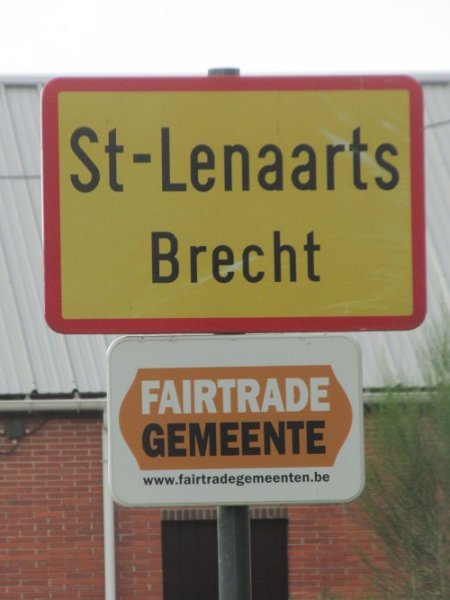 St-Lenaarts
Brecht
FAIRTRADE
GEMEENTE
www.fairtradegemeenten.be